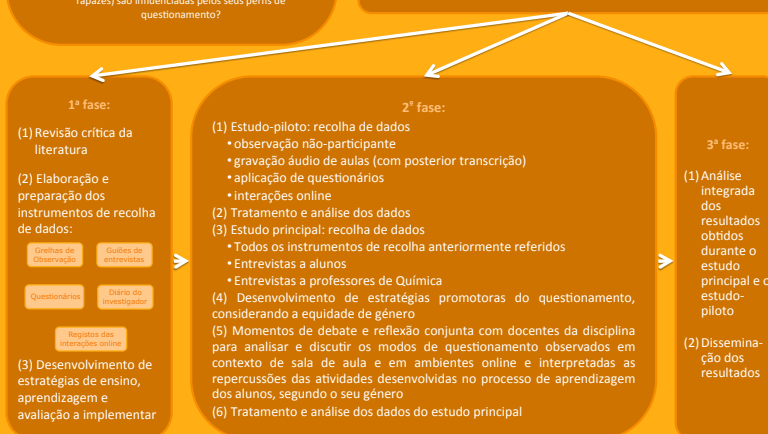 rapazes) são influenciadas pelos seus perfis de
questionamento?
1ª fase:
(1) Revisão crítica da
literatura
(2) Elaboração e
preparação dos
instrumentos de recolha
de dados:
Grelhas de
Observação
Guiões de
entrevistas
Questionários
Diário do
investigador
Registos das
interações online
(3) Desenvolvimento de
estratégias de ensino,
aprendizagem e
avaliação a implementar
2ª fase:
(1) Estudo-piloto: recolha de dados
•observação não-participante
•gravação áudio de aulas (com posterior transcrição)
•aplicação de questionários
•interações online
(2) Tratamento e análise dos dados
(3) Estudo principal: recolha de dados
•Todos os instrumentos de recolha anteriormente referidos
•Entrevistas a alunos
•Entrevistas a professores de Química
(4) Desenvolvimento de estratégias promotoras do questionamento,
considerando a equidade de género
(5) Momentos de debate e reflexão conjunta com docentes da disciplina
para analisar e discutir os modos de questionamento observados em
contexto de sala de aula e em ambientes online e interpretadas as
repercussões das atividades desenvolvidas no processo de aprendizagem
dos alunos, segundo o seu género
(6) Tratamento e análise dos dados do estudo principal
3ª fase:
(1) Análise
integrada
dos
resultados
obtidos
durante o
estudo
principal e
estudo-
piloto
(2) Dissemina-
ção dos
resultados